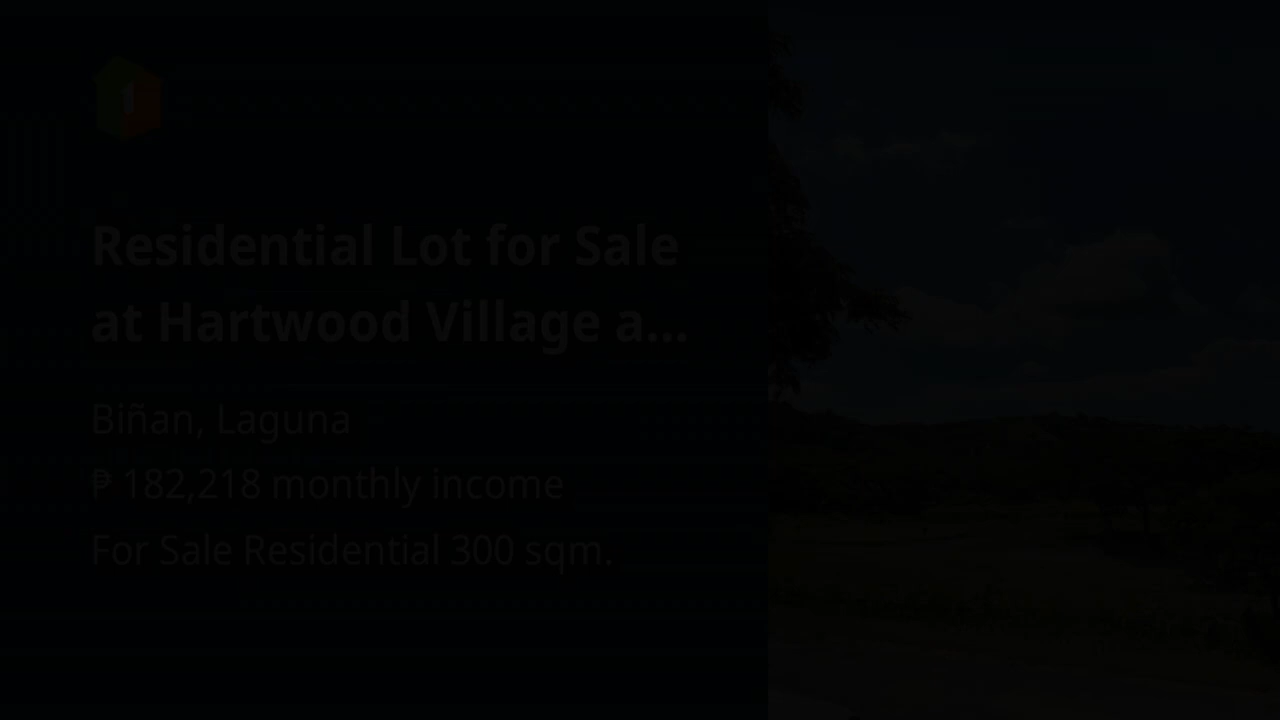 Residential Lot for Sale
at Hartwood Village a...
Biñan, Laguna
₱ 182,218 monthly income
For Sale Residential 300 sqm.